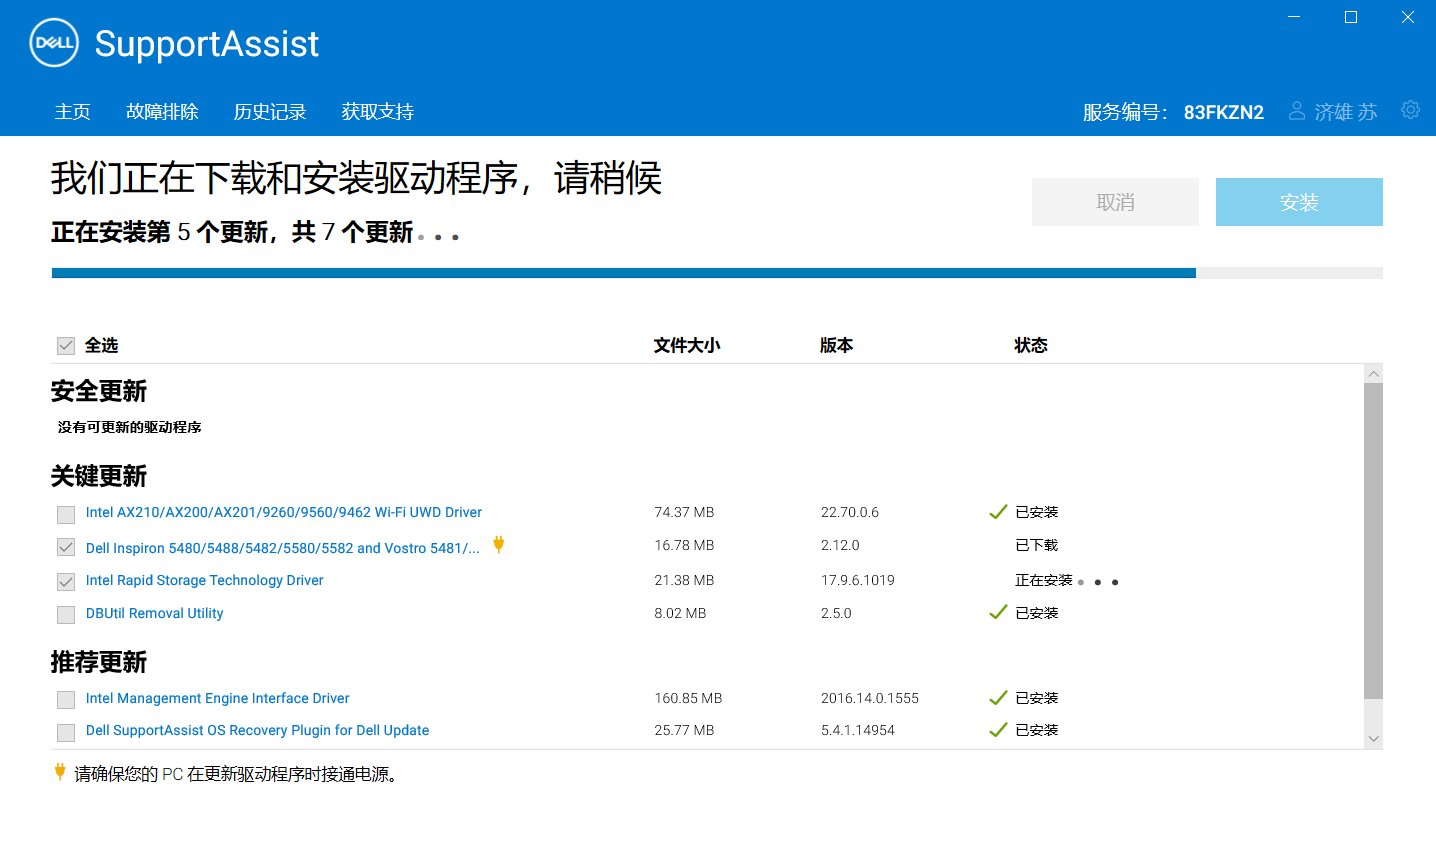 DELL SupportAssist
主页 故障排除 历史记录 获取支持 服务编号： 83FKZN2 济雄 苏
我们正在下载和安装驱动程序，请稍候
取消 安装
正在安装第 5 个更新，共 7 个更新
全选 文件大小 版本 状态
安全更新
没有可更新的驱动程序
关键更新
Intel AX210/AX200/AX201/9260/9560/9462 Wi-Fi UWD Driver 74.37 MB 22.70.0.6 已安装
Dell Inspiron 5480/5488/5482/5580/5582 and Vostro 5481/... 16.78 MB 2.12.0 已下载
Intel Rapid Storage Technology Driver 21.38 MB 17.9.6.1019 正在安装
DBUtil Removal Utility 8.02 MB 2.5.0 已安装
推荐更新
Intel Management Engine Interface Driver 160.85 MB 2016.14.0.1555 已安装
Dell SupportAssist OS Recovery Plugin for Dell Update 25.77 MB 5.4.1.14954 已安装
请确保您的 PC 在更新驱动程序时接通电源。